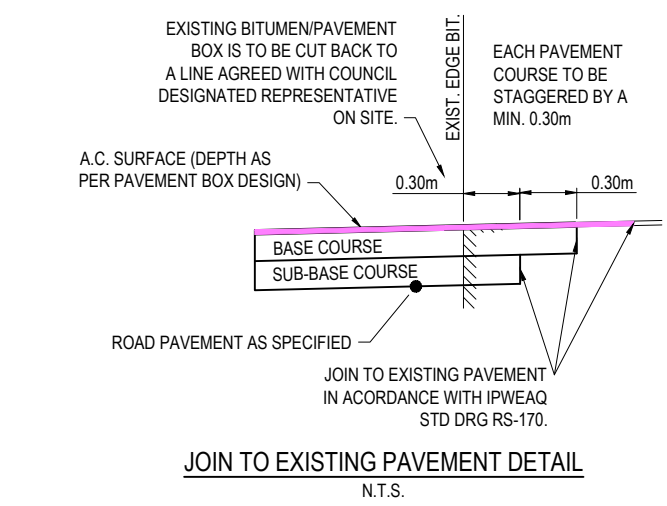 EXISTING BITUMEN/PAVEMENT
BOX IS TO BE CUT BACK TO
A LINE AGREED WITH COUNCIL
DESIGNATED REPRESENTATIVE
ON SITE.
EXIST. EDGE BIT.
EACH PAVEMENT
COURSE TO BE
STAGGERED BY A
MIN. 0.30m
A.C. SURFACE (DEPTH AS
PER PAVEMENT BOX DESIGN)
0.30m
0.30m
BASE COURSE
SUB-BASE COURSE
ROAD PAVEMENT AS SPECIFIED
JOIN TO EXISTING PAVEMENT
IN ACORDANCE WITH IPWEAQ
STD DRG RS-170.
JOIN TO EXISTING PAVEMENT DETAIL
N.T.S.